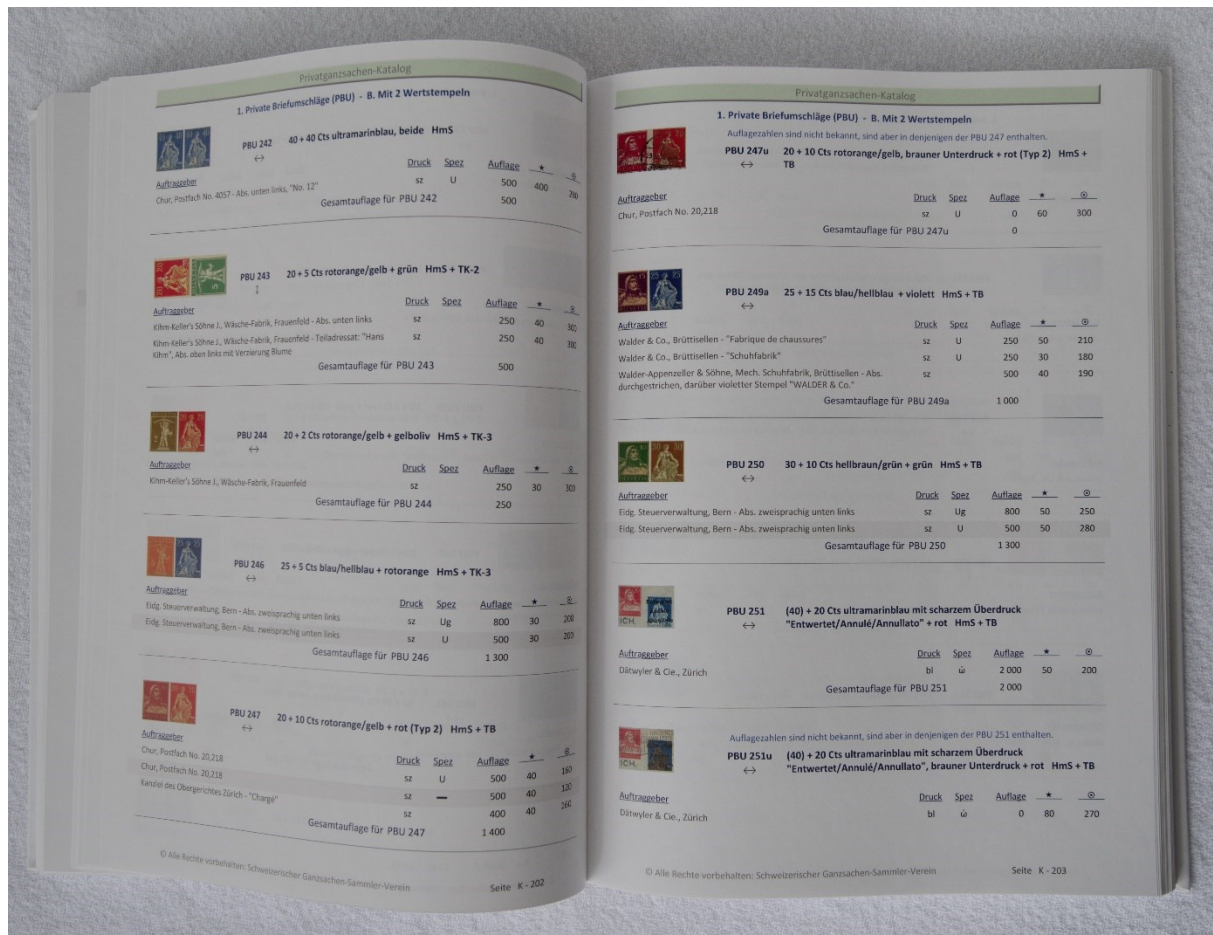 Privatganzsachen-Katalog
1. Private Briefumschläge (PBU) - B. Mit 2 Wertstempeln
PBU 242 40 + 40 Cts ultramarinblau, beide HmS
↔
Auftraggeber Druck Spez Auflage ★ ⊙
Chur, Postfach No. 4057 - Abs. unten links, "No. 12" sz U 500 400 280
Gesamtauflage für PBU 242 500
PBU 243 20 + 5 Cts rotorange/gelb + grün HmS + TK-2
↕
Auftraggeber Druck Spez Auflage ★ ⊙
Kihm-Keller's Söhne J., Wäsche-Fabrik, Frauenfeld - Abs. unten links sz 250 40 300
Kihm-Keller's Söhne J., Wäsche-Fabrik, Frauenfeld - Teiladressat: "Hans sz 250 40 300
Kihm", Abs. oben links mit Verzierung Blume
Gesamtauflage für PBU 243 500
PBU 244 20 + 2 Cts rotorange/gelb + gelboliv HmS + TK-3
↔
Auftraggeber Druck Spez Auflage ★ ⊙
Kihm-Keller's Söhne J., Wäsche-Fabrik, Frauenfeld sz 250 30 300
Gesamtauflage für PBU 244 250
PBU 246 25 + 5 Cts blau/hellblau + rotorange HmS + TK-3
↔
Auftraggeber Druck Spez Auflage ★ ⊙
Eidg. Steuerverwaltung, Bern - Abs. zweisprachig unten links sz Ug 800 30 200
Eidg. Steuerverwaltung, Bern - Abs. zweisprachig unten links sz U 500 30 200
Gesamtauflage für PBU 246 1 300
PBU 247 20 + 10 Cts rotorange/gelb + rot (Typ 2) HmS + TB
↔
Auftraggeber Druck Spez Auflage ★ ⊙
Chur, Postfach No. 20,218 sz U 500 40 160
Chur, Postfach No. 20,218 sz — 500 40
Kanzlei des Obergerichtes Zürich - "Chargé" sz 400 40 260
Gesamtauflage für PBU 247 1 400
© Alle Rechte vorbehalten: Schweizerischer Ganzsachen-Sammler-Verein Seite K - 202
Privatganzsachen-Katalog
1. Private Briefumschläge (PBU) - B. Mit 2 Wertstempeln
Auflagezahlen sind nicht bekannt, sind aber in denjenigen der PBU 247 enthalten.
PBU 247u 20 + 10 Cts rotorange/gelb, brauner Unterdruck + rot (Typ 2) HmS +
↔ TB
Auftraggeber Druck Spez Auflage ★ ⊙
Chur, Postfach No. 20,218 sz U 0 60 300
Gesamtauflage für PBU 247u 0
PBU 249a 25 + 15 Cts blau/hellblau + violett HmS + TB
↔
Auftraggeber Druck Spez Auflage ★ ⊙
Walder & Co., Brüttisellen - "Fabrique de chaussures" sz U 250 50 210
Walder & Co., Brüttisellen - "Schuhfabrik" sz U 250 30 180
Walder-Appenzeller & Söhne, Mech. Schuhfabrik, Brüttisellen - Abs. sz 500 40 190
durchgestrichen, darüber violetter Stempel "WALDER & Co."
Gesamtauflage für PBU 249a 1 000
PBU 250 30 + 10 Cts hellbraun/grün + grün HmS + TB
↔
Auftraggeber Druck Spez Auflage ★ ⊙
Eidg. Steuerverwaltung, Bern - Abs. zweisprachig unten links sz Ug 800 50 250
Eidg. Steuerverwaltung, Bern - Abs. zweisprachig unten links sz U 500 50 280
Gesamtauflage für PBU 250 1 300
ICH.
PBU 251 (40) + 20 Cts ultramarinblau mit scharzem Überdruck
↔ "Entwertet/Annulé/Annullato" + rot HmS + TB
Auftraggeber Druck Spez Auflage ★ ⊙
Dätwyler & Cie., Zürich bl ẇ 2 000 50 200
Gesamtauflage für PBU 251 2 000
ICH.
Auflagezahlen sind nicht bekannt, sind aber in denjenigen der PBU 251 enthalten.
PBU 251u (40) + 20 Cts ultramarinblau mit scharzem Überdruck
↔ "Entwertet/Annulé/Annullato", brauner Unterdruck + rot HmS + TB
Auftraggeber Druck Spez Auflage ★ ⊙
Dätwyler & Cie., Zürich bl ẇ 0 80 270
© Alle Rechte vorbehalten: Schweizerischer Ganzsachen-Sammler-Verein Seite K - 203